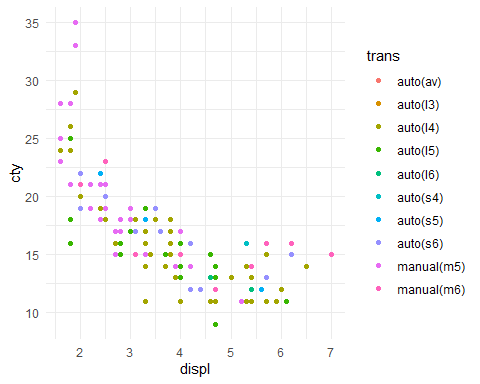 35
30
25
20
15
10
cty
2
3
4
5
6
7
displ
trans
auto(av)
auto(l3)
auto(l4)
auto(l5)
auto(l6)
auto(s4)
auto(s5)
auto(s6)
manual(m5)
manual(m6)